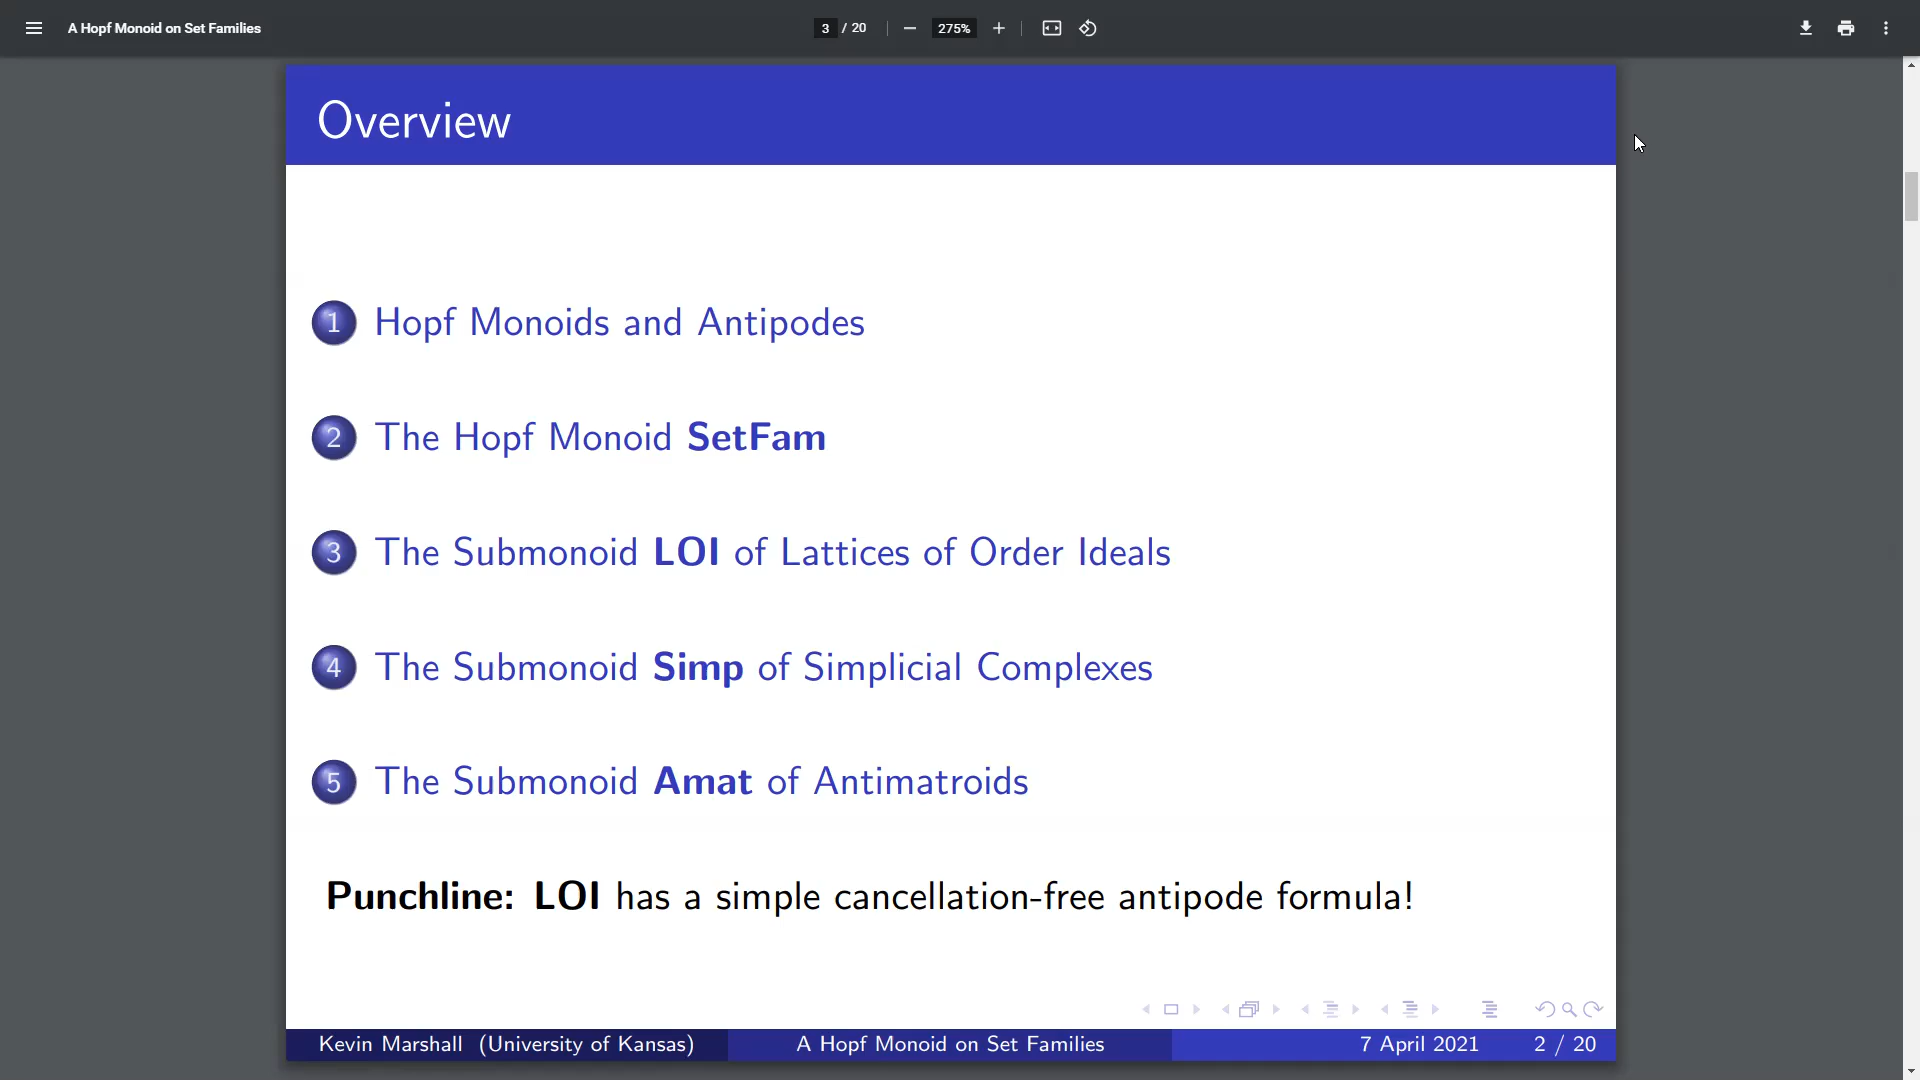 A Hopf Monoid on Set Families
3 / 20
275%
Overview
1 Hopf Monoids and Antipodes
2 The Hopf Monoid SetFam
3 The Submonoid LOI of Lattices of Order Ideals
4 The Submonoid Simp of Simplicial Complexes
5 The Submonoid Amat of Antimatroids
Punchline: LOI has a simple cancellation-free antipode formula!
Kevin Marshall (University of Kansas) A Hopf Monoid on Set Families 7 April 2021 2 / 20